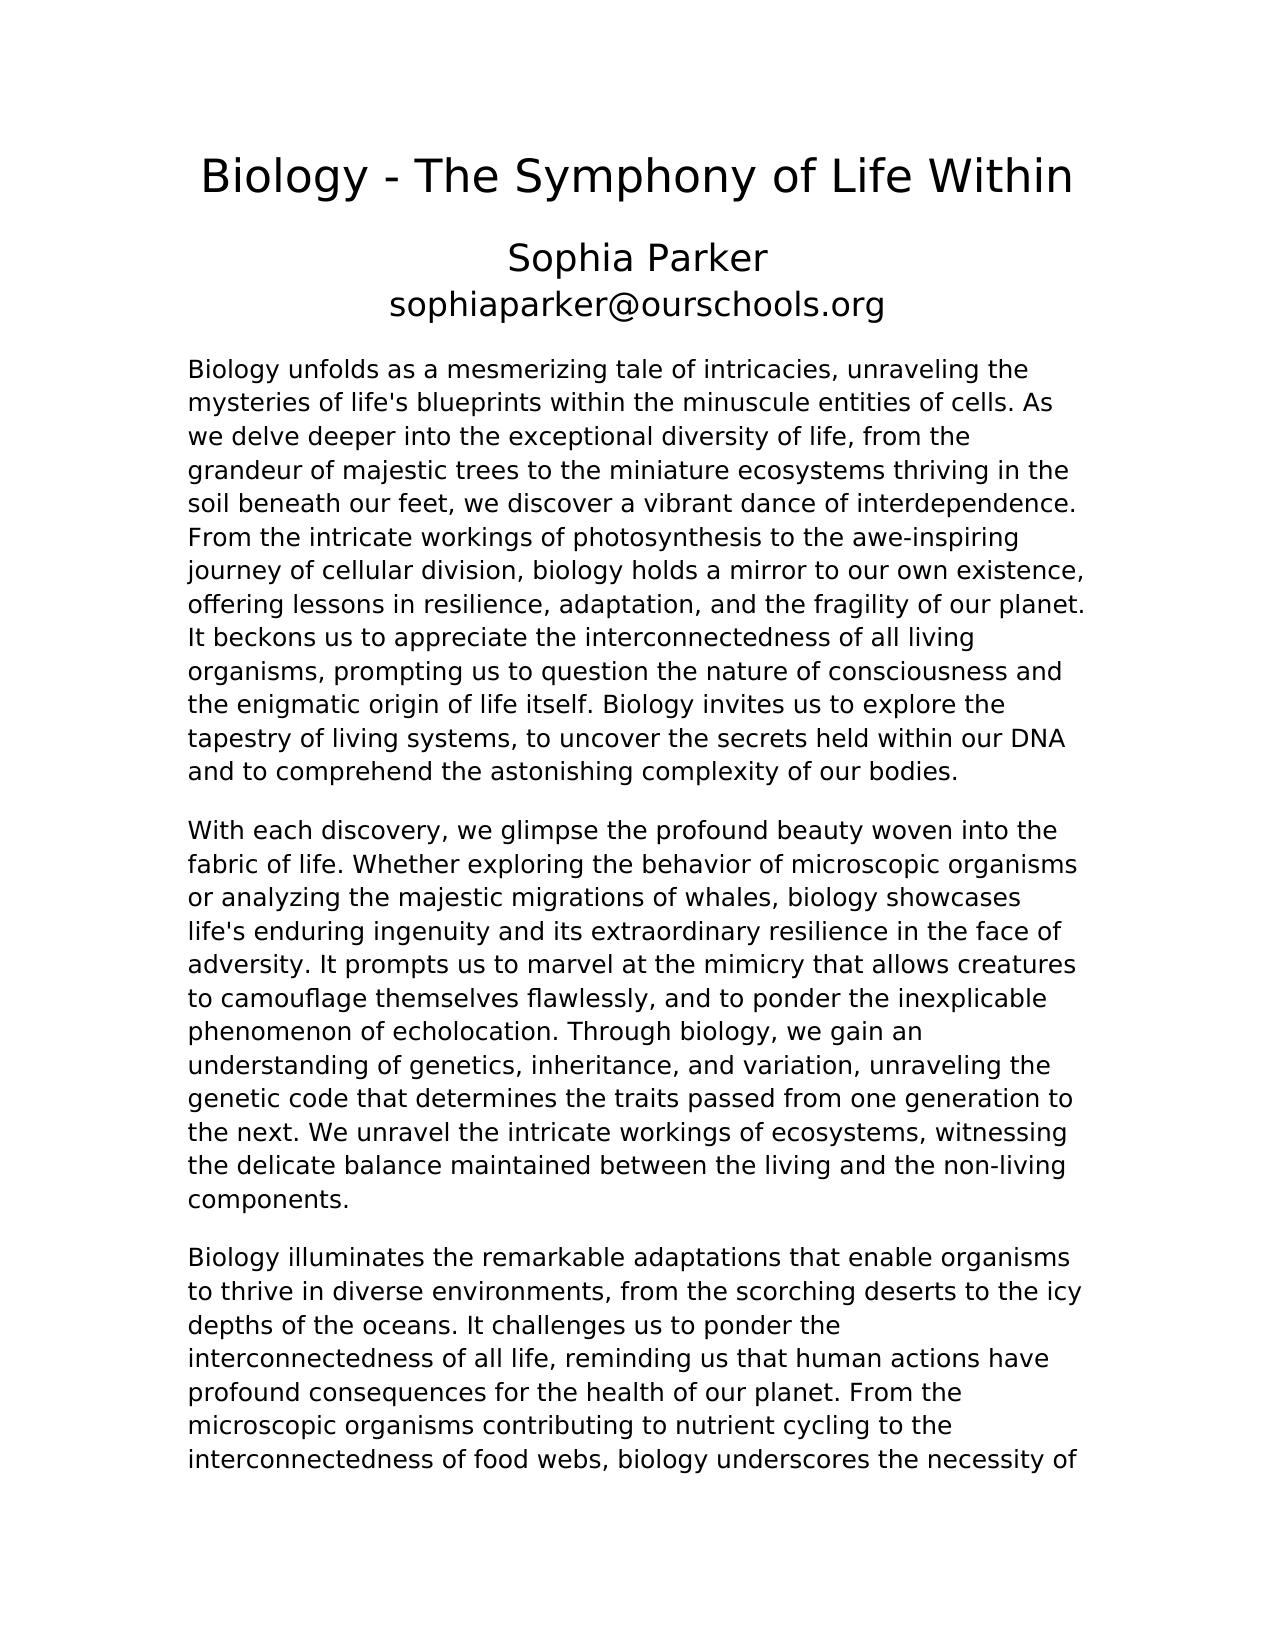 Biology - The Symphony of Life Within
Sophia Parker
sophiaparker@ourschools.org
Biology unfolds as a mesmerizing tale of intricacies, unraveling the
mysteries of life's blueprints within the minuscule entities of cells. As
we delve deeper into the exceptional diversity of life, from the
grandeur of majestic trees to the miniature ecosystems thriving in the
soil beneath our feet, we discover a vibrant dance of interdependence.
From the intricate workings of photosynthesis to the awe-inspiring
journey of cellular division, biology holds a mirror to our own existence,
offering lessons in resilience, adaptation, and the fragility of our planet.
It beckons us to appreciate the interconnectedness of all living
organisms, prompting us to question the nature of consciousness and
the enigmatic origin of life itself. Biology invites us to explore the
tapestry of living systems, to uncover the secrets held within our DNA
and to comprehend the astonishing complexity of our bodies.
With each discovery, we glimpse the profound beauty woven into the
fabric of life. Whether exploring the behavior of microscopic organisms
or analyzing the majestic migrations of whales, biology showcases
life's enduring ingenuity and its extraordinary resilience in the face of
adversity. It prompts us to marvel at the mimicry that allows creatures
to camouflage themselves flawlessly, and to ponder the inexplicable
phenomenon of echolocation. Through biology, we gain an
understanding of genetics, inheritance, and variation, unraveling the
genetic code that determines the traits passed from one generation to
the next. We unravel the intricate workings of ecosystems, witnessing
the delicate balance maintained between the living and the non-living
components.
Biology illuminates the remarkable adaptations that enable organisms
to thrive in diverse environments, from the scorching deserts to the icy
depths of the oceans. It challenges us to ponder the
interconnectedness of all life, reminding us that human actions have
profound consequences for the health of our planet. From the
microscopic organisms contributing to nutrient cycling to the
interconnectedness of food webs, biology underscores the necessity of